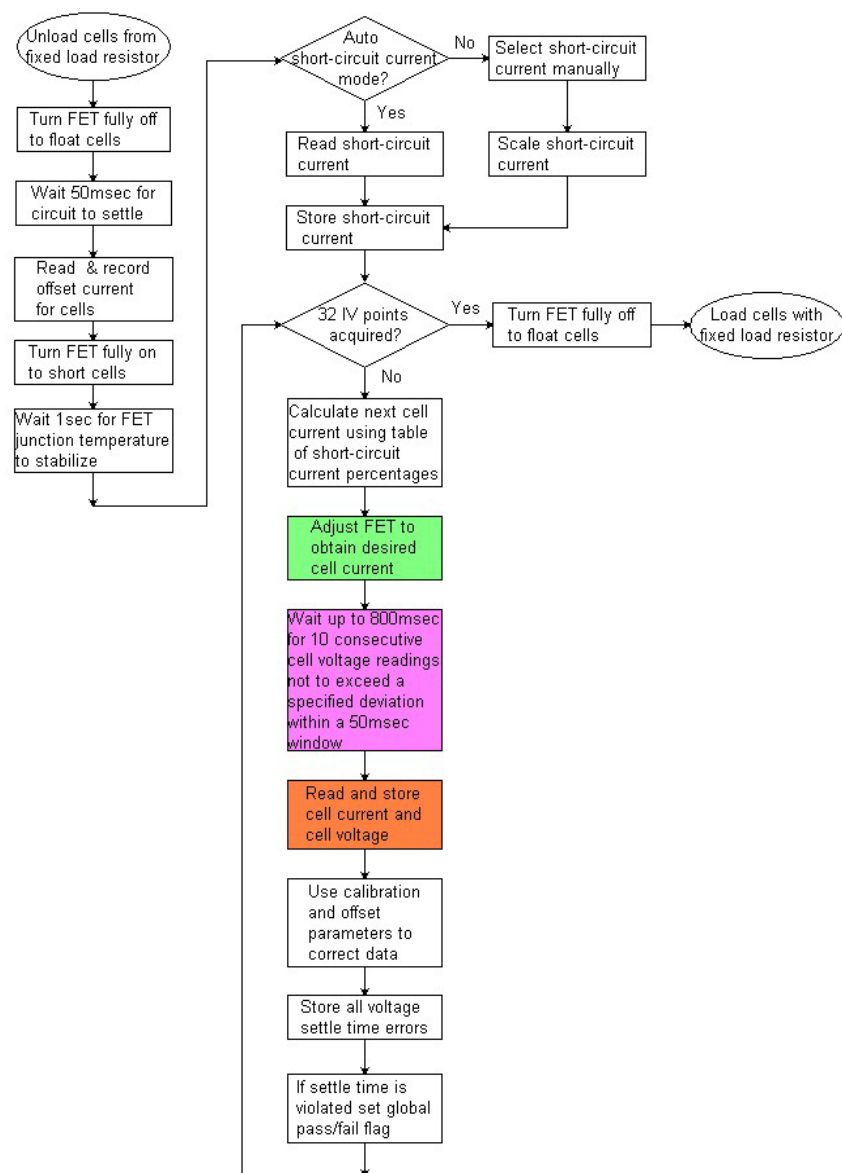 Unload cells from
fixed load resistor
Turn FET fully off
to float cells
Wait 50msec for
circuit to settle
Read & record
offset current
for cells
Turn FET fully on
to short cells
Wait 1sec for FET
junction temperature
to stabilize
Auto
short-circuit current
mode?
No
Select short-circuit
current manually
Yes
Read short-circuit
current
Scale short-circuit
current
Store short-circuit
current
32 IV points
acquired?
Yes
Turn FET fully off
to float cells
Load cells with
fixed load resistor
No
Calculate next cell
current using table
of short-circuit
current percentages
Adjust FET to
obtain desired
cell current
Wait up to 800msec
for 10 consecutive
cell voltage readings
not to exceed a
specified deviation
within a 50msec
window
Read and store
cell current and
cell voltage
Use calibration
and offset
parameters to
correct data
Store all voltage
settle time errors
If settle time is
violated set global
pass/fail flag